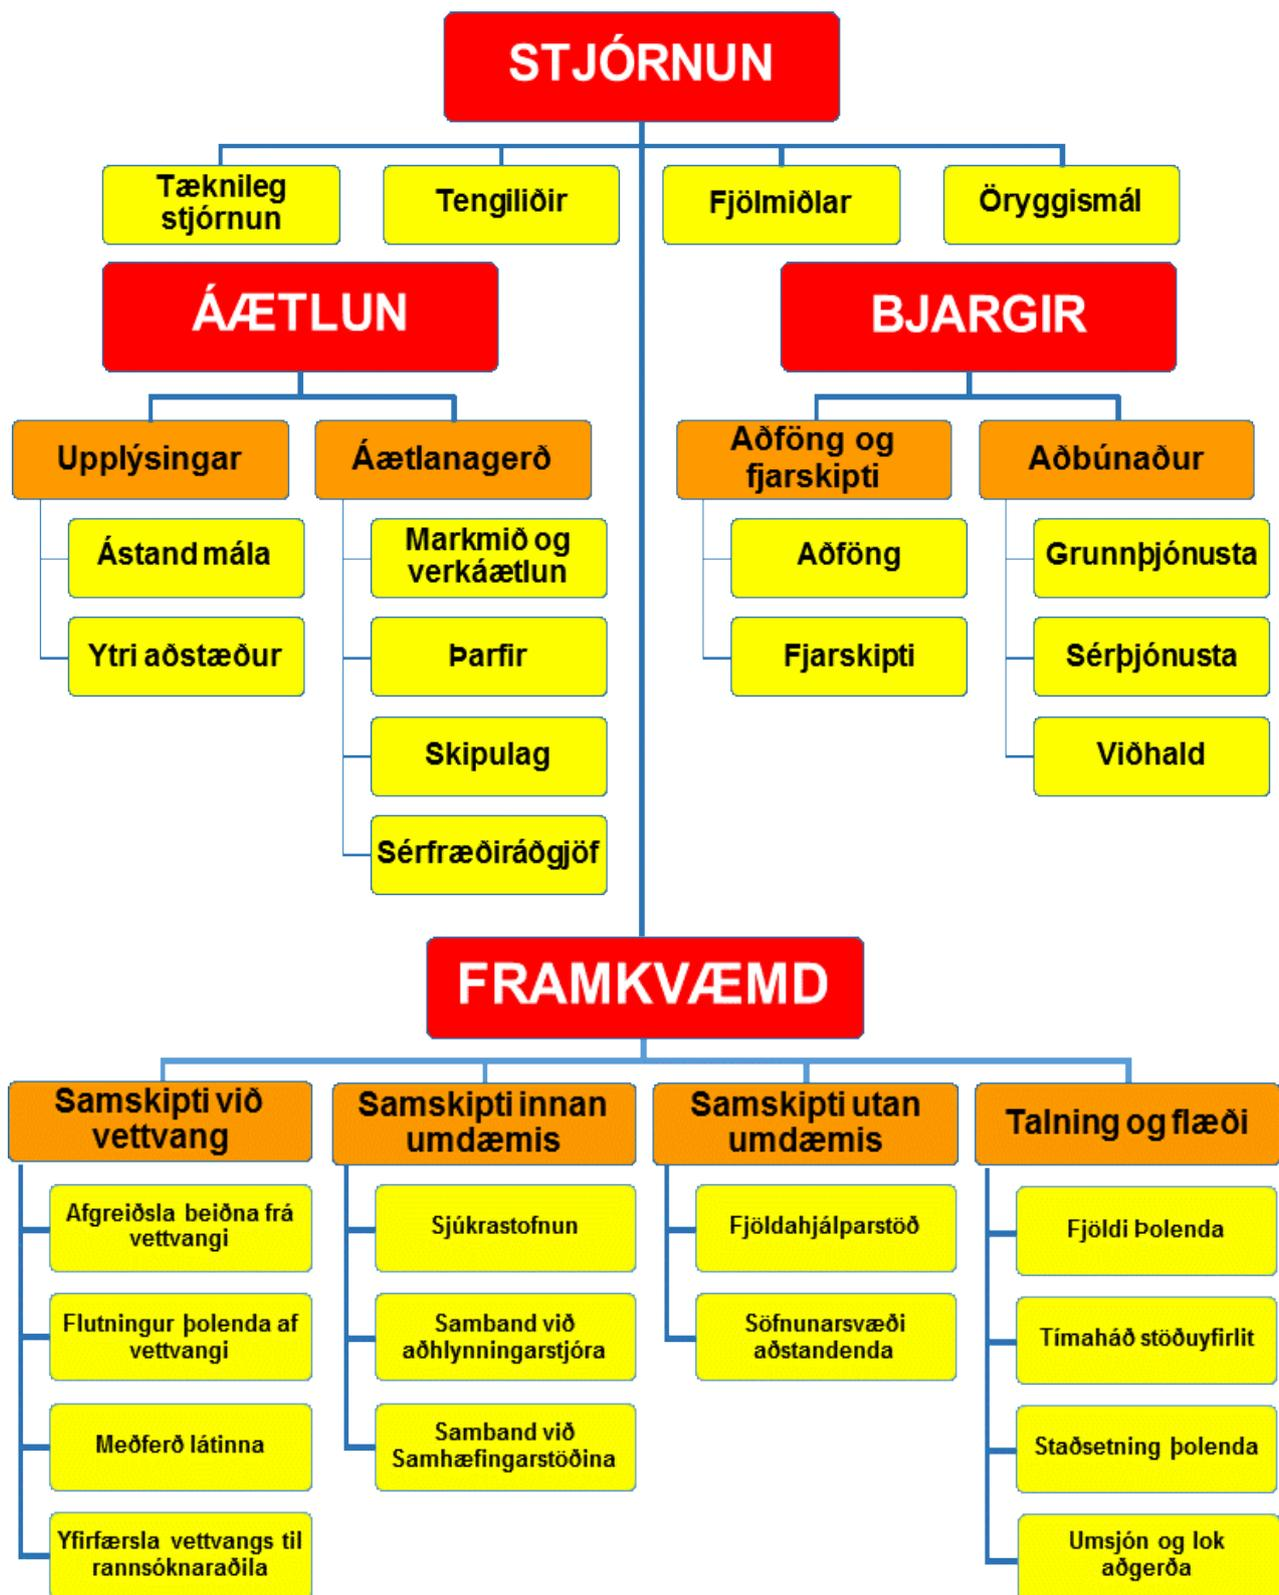 STJÓRNUN
Tæknileg
stjórnun
Tengiliðir
Fjölmiðlar
Öryggismál
ÁÆTLUN
BJARGIR
Upplýsingar
Ástand mála
Ytri aðstæður
Áætlanagerð
Markmið og
verkáætlun
Þarfir
Skipulag
Sérfræðiráðgjöf
Aðföng og
fjarskipti
Aðföng
Fjarskipti
Aðbúnaður
Grunnþjónusta
Sérþjónusta
Viðhald
FRAMKVÆMD
Samskipti við
vettvang
Afgreiðsla beiðna frá
vettvangi
Flutningur þolenda af
vettvangi
Meðferð látinna
Yfirfærsla vettvangs til
rannsóknaraðila
Samskipti innan
umdæmis
Sjúkrastofnun
Samband við
aðhlynningarstjóra
Samband við
Samhæfingarstöðina
Samskipti utan
umdæmis
Fjöldahjálparstöð
Söfnunarsvæði
aðstandenda
Talning og flæði
Fjöldi Þolenda
Tímaháð stöðuyfirlit
Staðsetning þolenda
Umsjón og lok
aðgerða